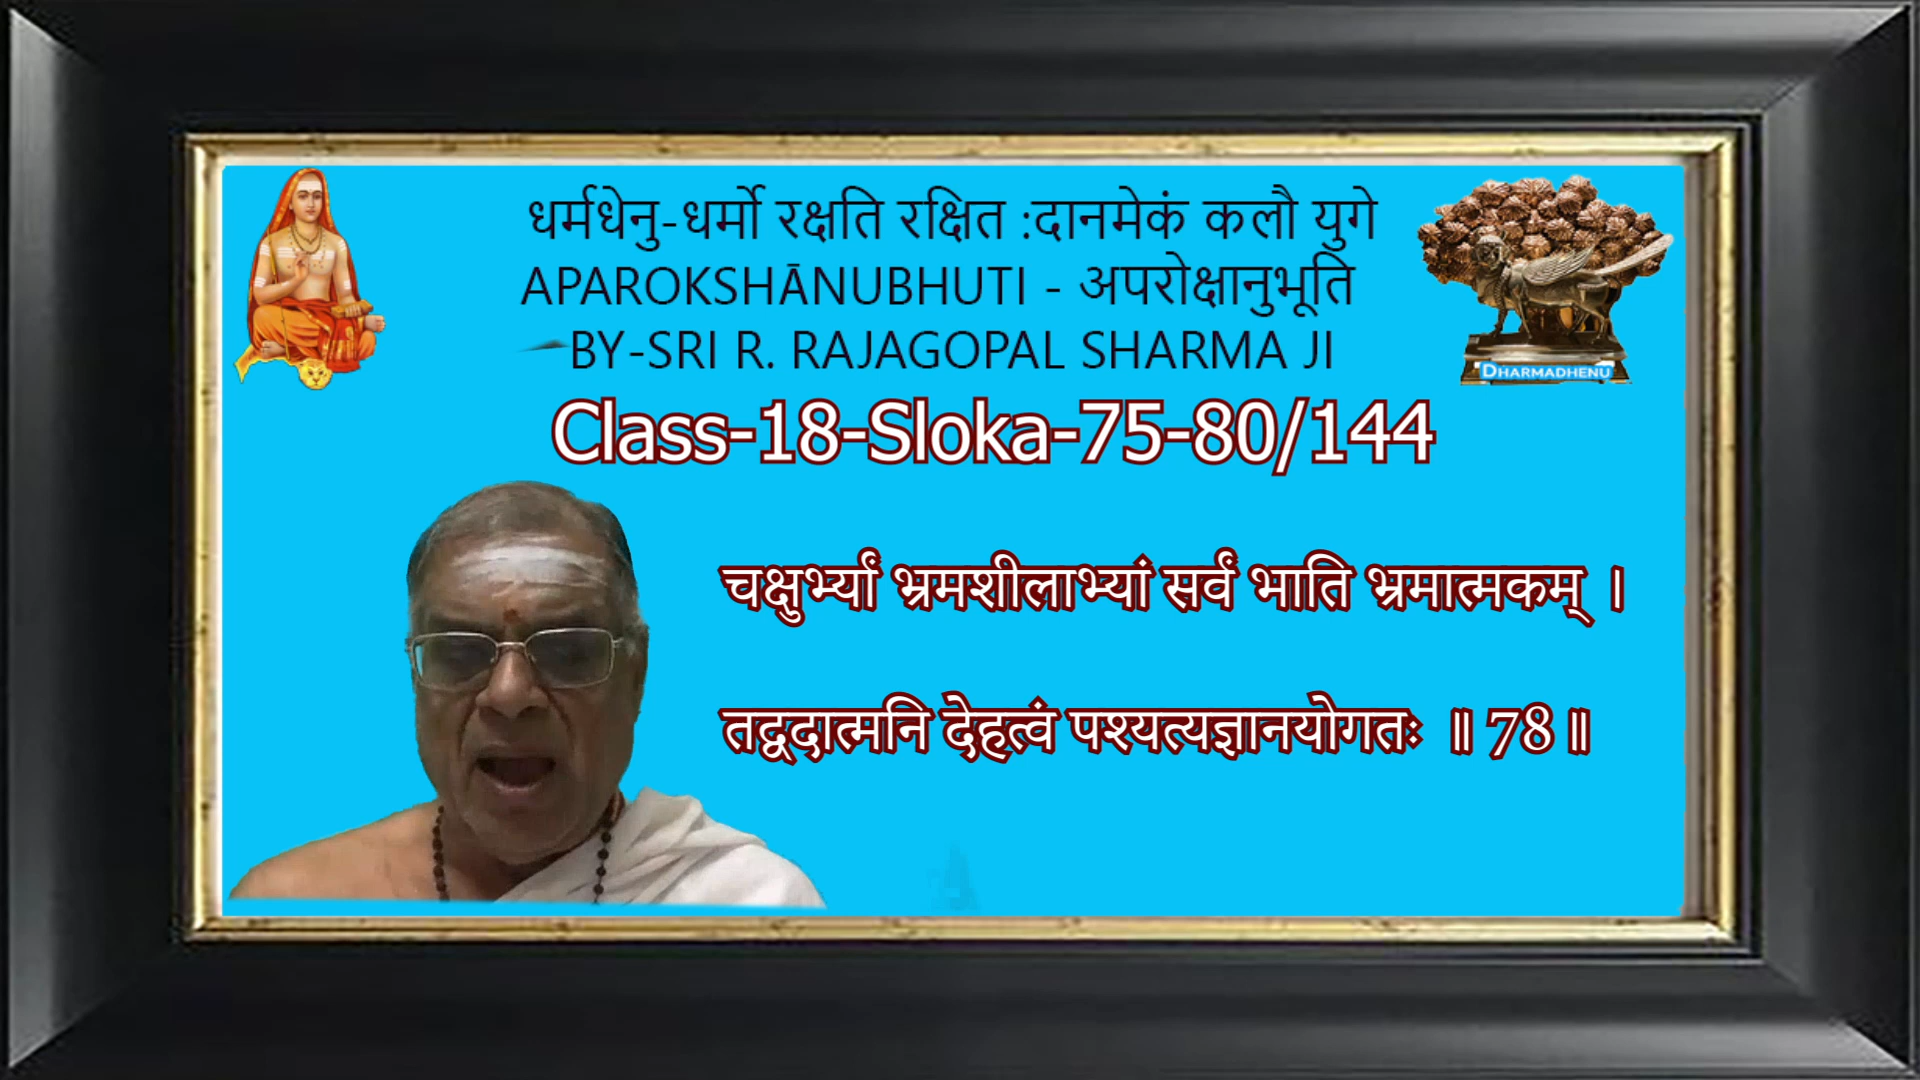 धर्मधेनु-धर्मो रक्षति रक्षित :दानमेकं कलौ युगे
APAROKSHĀNUBHUTI - अपरोक्षानुभूति
BY-SRI R. RAJAGOPAL SHARMA JI
DHARMADHENU
Class-18-Sloka-75-80/144
चक्षुर्भ्यां भ्रमशीलाभ्यां सर्वं भाति भ्रमात्मकम् ।
तद्वदात्मनि देहत्वं पश्यत्यज्ञानयोगतः ॥ 78॥